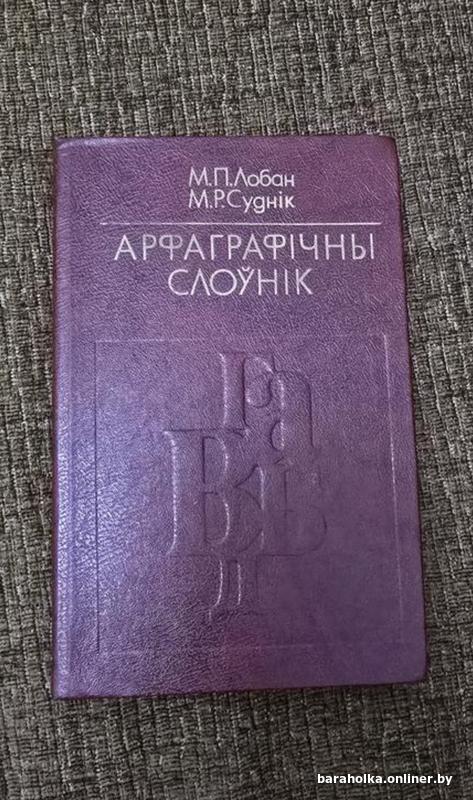 М.П.Лобан
М.Р.Суднік
АРФАГРАФІЧНЫ
СЛОЎНІК
baraholka.onliner.by